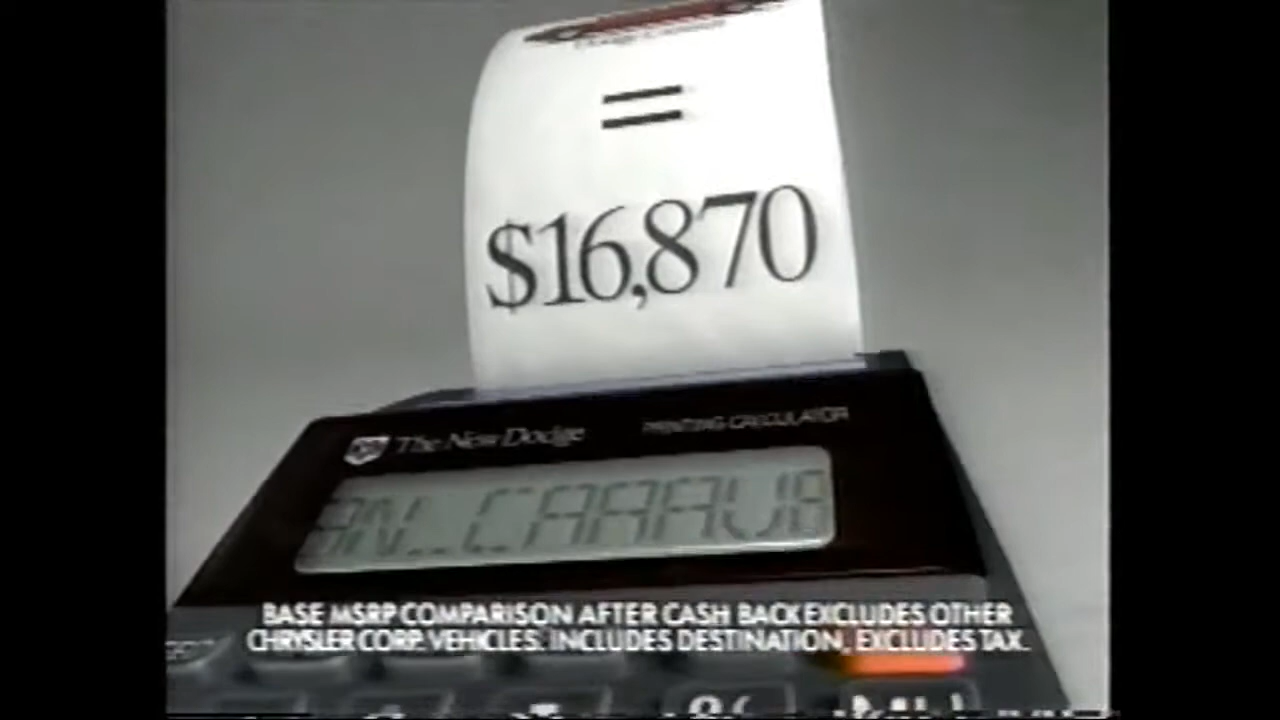 =
$16,870
The New Dodge PRINTING CALCULATOR
BASE MSRP COMPARISON AFTER CASH BACK EXCLUDES OTHER
CHRYSLER CORP. VEHICLES. INCLUDES DESTINATION, EXCLUDES TAX.